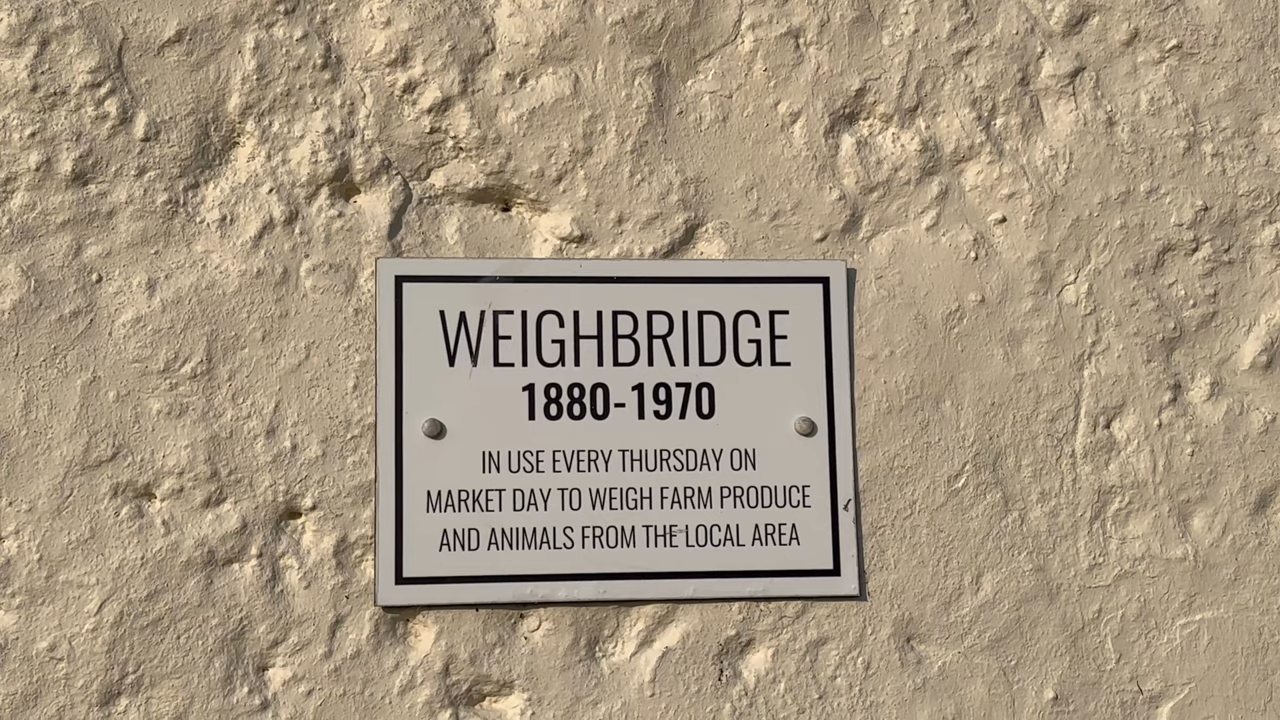 WEIGHBRIDGE
1880-1970
IN USE EVERY THURSDAY ON
MARKET DAY TO WEIGH FARM PRODUCE
AND ANIMALS FROM THE LOCAL AREA